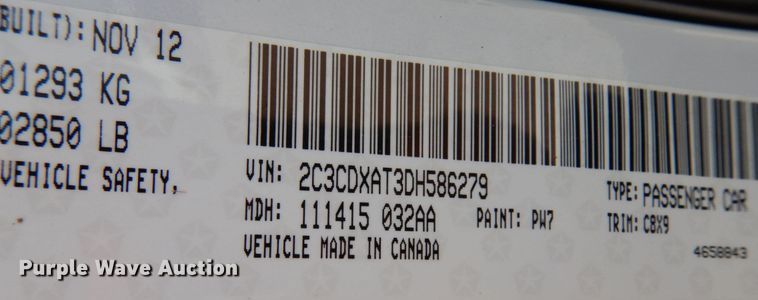 BUILT): NOV 12
01293 KG
02850 LB
VEHICLE SAFETY,
VIN: 2C3CDXAT3DH586279 TYPE: PASSENGER CAR
MDH: 111415 032AA PAINT: PW7 TRIM: C8X9
VEHICLE MADE IN CANADA 4658843
Purple Wave Auction